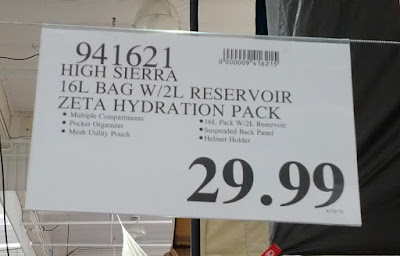 941621
0000009416215
HIGH SIERRA
16L BAG W/2L RESERVOIR
ZETA HYDRATION PACK
• Multiple Compartments
• Pocket Organizer
• Mesh Utility Pouch
• 16L Pack W/2L Reservoir
• Suspended Back Panel
• Helmet Holder
29.99